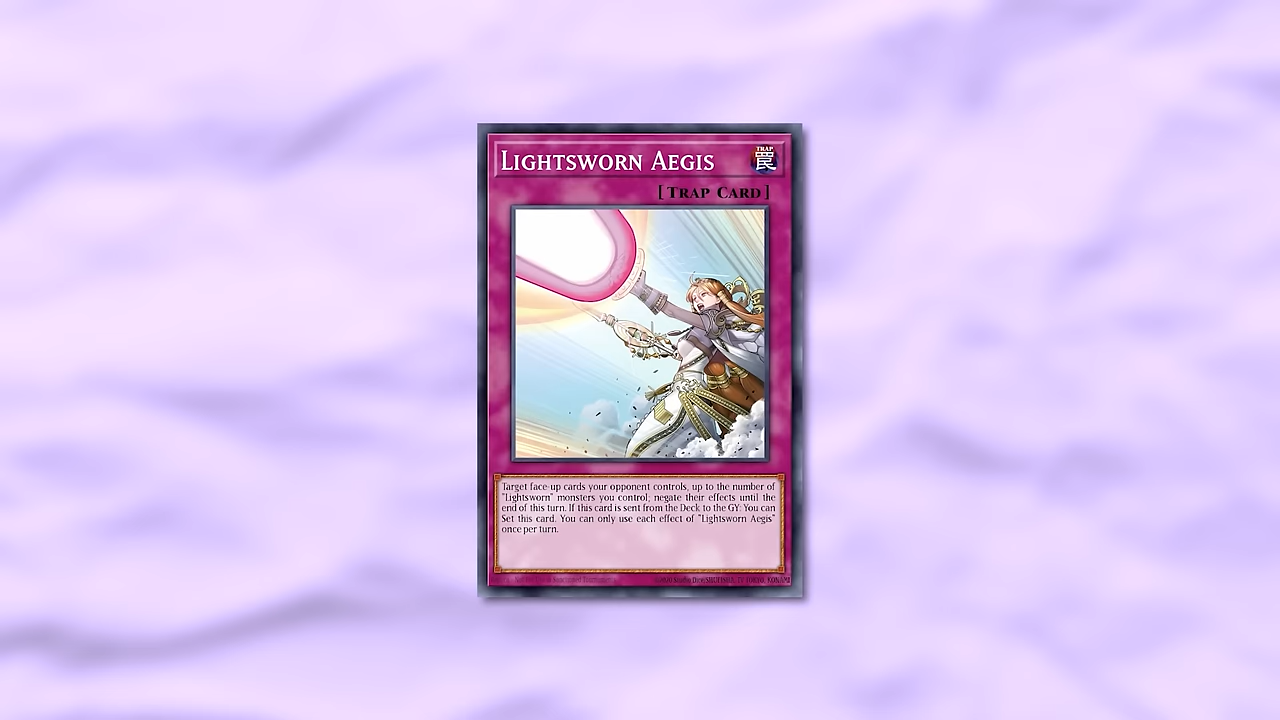 Lightsworn Aegis
TRAP
罠
[Trap Card]
Target face-up cards your opponent controls, up to the number of
"Lightsworn" monsters you control; negate their effects until the
end of this turn. If this card is sent from the Deck to the GY: You can
Set this card. You can only use each effect of "Lightsworn Aegis"
once per turn.
KONAMI